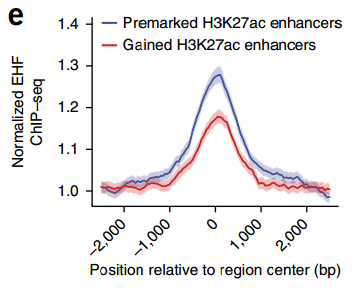 e
Normalized EHF
ChIP–seq
1.4
1.3
1.2
1.1
1.0
Premarked H3K27ac enhancers
Gained H3K27ac enhancers
–2,000
–1,000
0
1,000
2,000
Position relative to region center (bp)